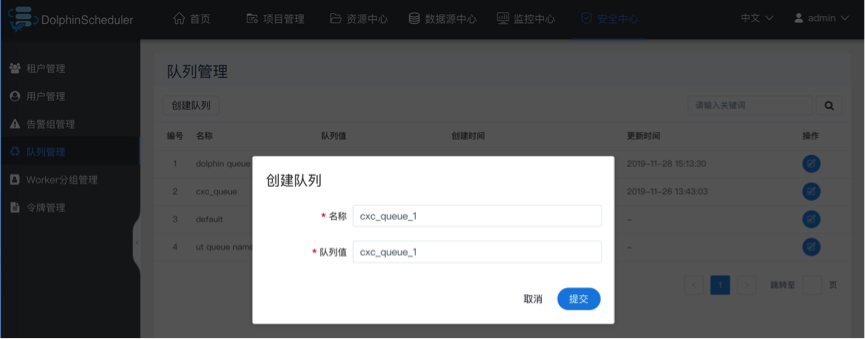 DolphinScheduler 首页 项目管理 资源中心 数据源中心 监控中心 安全中心 中文 admin
租户管理
用户管理
告警组管理
队列管理
Worker分组管理
令牌管理
队列管理
创建队列 请输入关键词
编号 名称 队列值 创建时间 更新时间 操作
1 dolphin queue 2019-11-28 15:13:30
2 cxc_queue 2019-11-28 13:43:03
3 default -
4 ut queue name -
1 跳转至 页
创建队列
* 名称 cxc_queue_1
* 队列值 cxc_queue_1
取消 提交